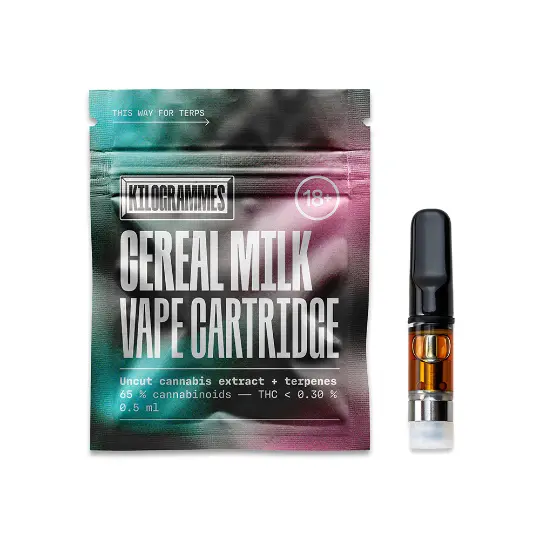 THIS WAY FOR TERPS
KILOGRAMMES
18+
CEREAL MILK
VAPE CARTRIDGE
Uncut cannabis extract + terpenes
65 % cannabinoids — THC < 0.30 %
0.5 ml